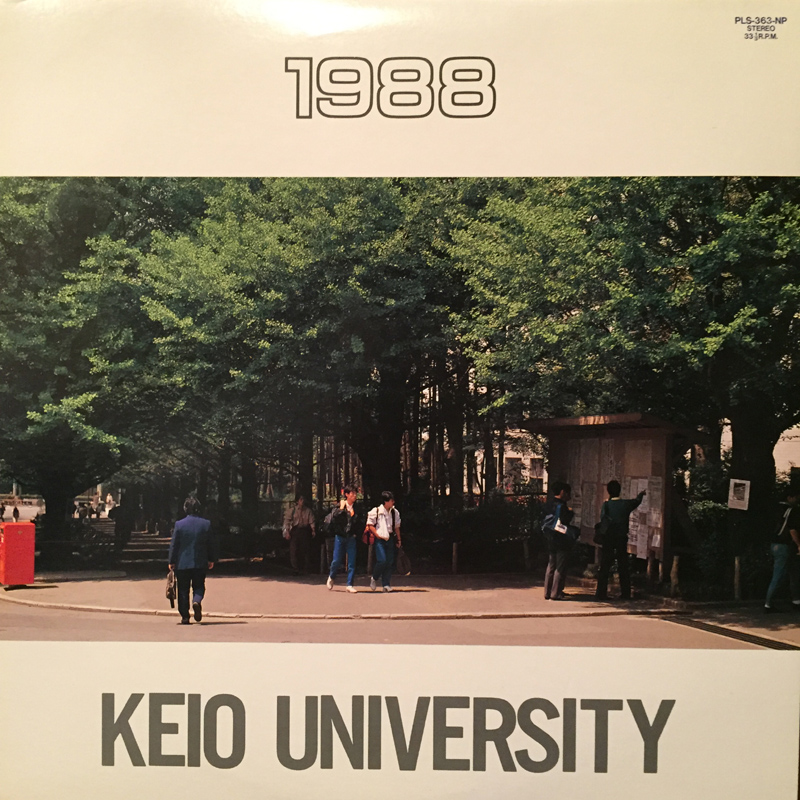 PLS-363-NP
STEREO
33⅓R.P.M.
1988
KEIO UNIVERSITY